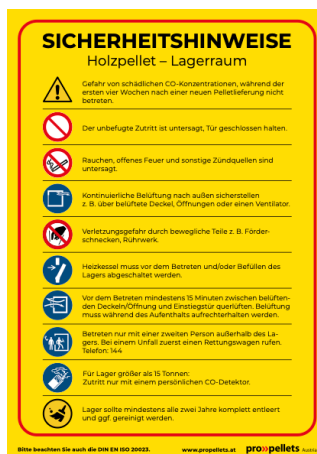 SICHERHEITSHINWEISE
Holzpellet – Lagerraum
Gefahr von schädlichen CO-Konzentrationen, während der
ersten vier Wochen nach einer neuen Pelletlieferung nicht
betreten.
Der unbefugte Zutritt ist untersagt, Tür geschlossen halten.
Rauchen, offenes Feuer und sonstige Zündquellen sind
untersagt.
Kontinuierliche Belüftung nach außen sicherstellen
z. B. über belüftete Deckel, Öffnungen oder einen Ventilator.
Verletzungsgefahr durch bewegliche Teile z. B. Förder-
schnecken, Rührwerk.
Heizkessel muss vor dem Betreten und/oder Befüllen des
Lagers abgeschaltet werden.
Vor dem Betreten mindestens 15 Minuten zwischen belüften-
den Deckeln/Öffnung und Einstiegstür querlüften. Belüftung
muss während des Aufenthalts aufrechterhalten werden.
Betreten nur mit einer zweiten Person außerhalb des La-
gers. Bei einem Unfall zuerst einen Rettungswagen rufen.
Telefon: 144
Für Lager größer als 15 Tonnen:
Zutritt nur mit einem persönlichen CO-Detektor.
Lager sollte mindestens alle zwei Jahre komplett entleert
und ggf. gereinigt werden.
Bitte beachten Sie auch die DIN EN ISO 20023.
www.propellets.at
pro»pellets Austria